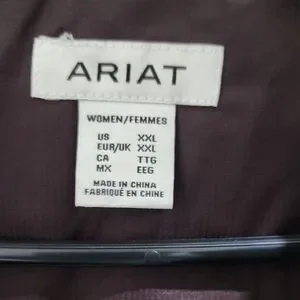 ARIAT
WOMEN/FEMMES
US XXL
EUR/UK XXL
CA TTG
MX EEG
MADE IN CHINA
FABRIQUÉ EN CHINE